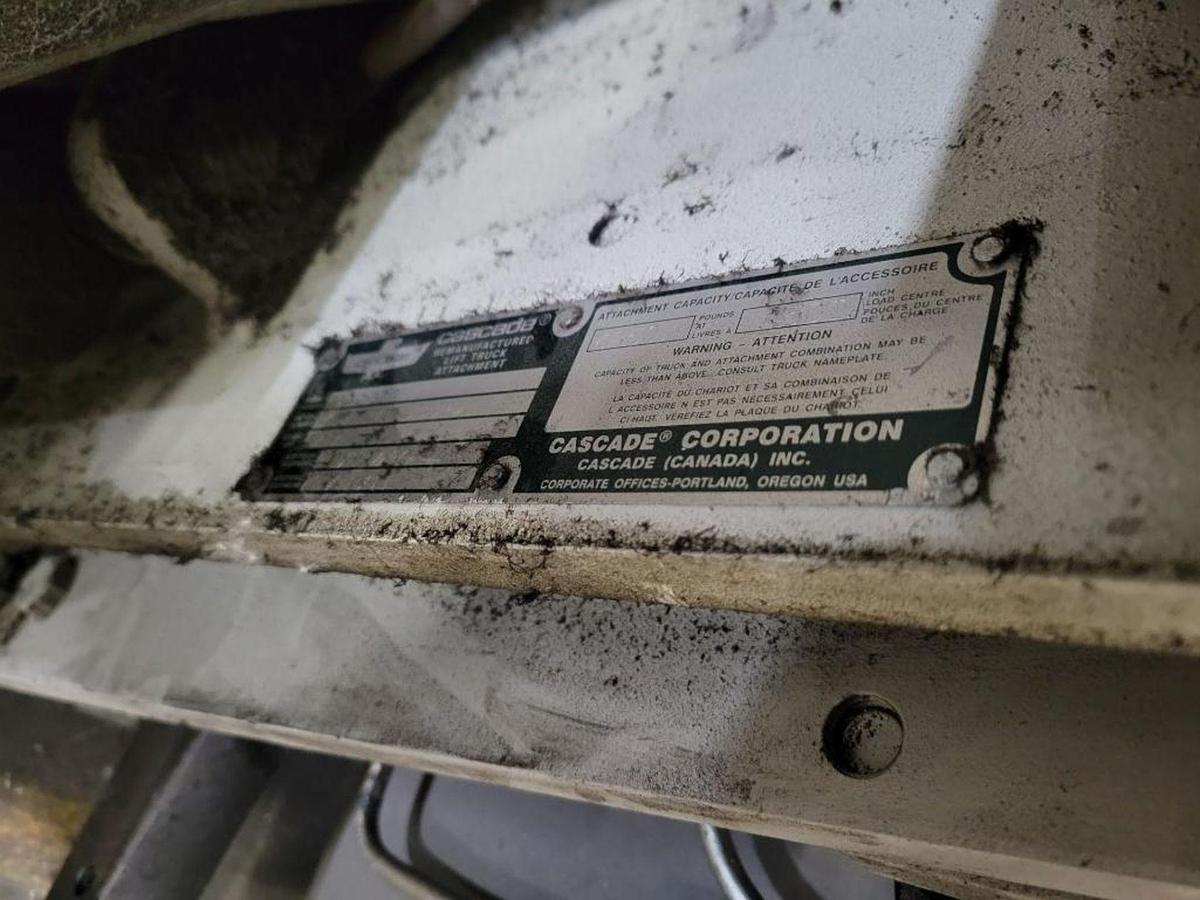 cascade®
REMANUFACTURED
LIFT TRUCK
ATTACHMENT
ATTACHMENT CAPACITY/CAPACITÉ DE L'ACCESSOIRE
POUNDS
AT
LIVRES À
INCH
LOAD CENTRE
POUCES DU CENTRE
DE LA CHARGE
WARNING - ATTENTION
CAPACITY OF TRUCK AND ATTACHMENT COMBINATION MAY BE
LESS THAN ABOVE...CONSULT TRUCK NAMEPLATE.
LA CAPACITÉ DU CHARIOT ET SA COMBINAISON DE
L ACCESSOIRE N EST PAS NÉCESSAIREMENT CELUI
CI-HAUT. VÉREFIEZ LA PLAQUE DU CHARIOT.
CASCADE® CORPORATION
CASCADE (CANADA) INC.
CORPORATE OFFICES-PORTLAND, OREGON USA